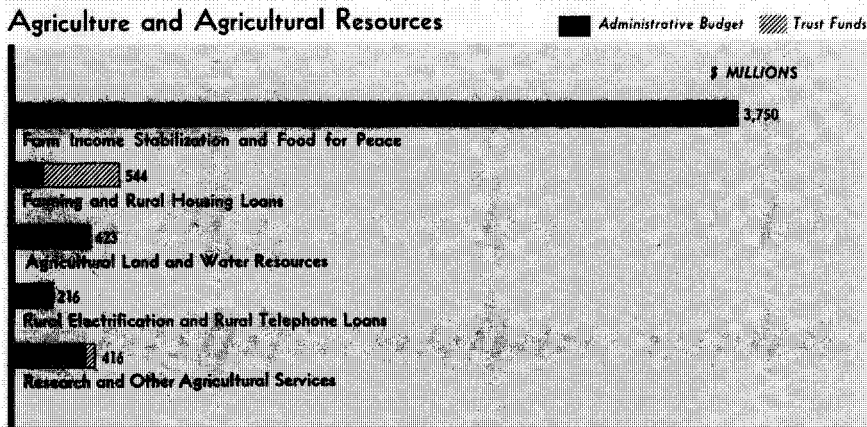 Agriculture and Agricultural Resources
Administrative Budget
Trust Funds
$ MILLIONS
3,750
Farm Income Stabilization and Food for Peace
544
Farming and Rural Housing Loans
423
Agricultural Land and Water Resources
216
Rural Electrification and Rural Telephone Loans
416
Research and Other Agricultural Services